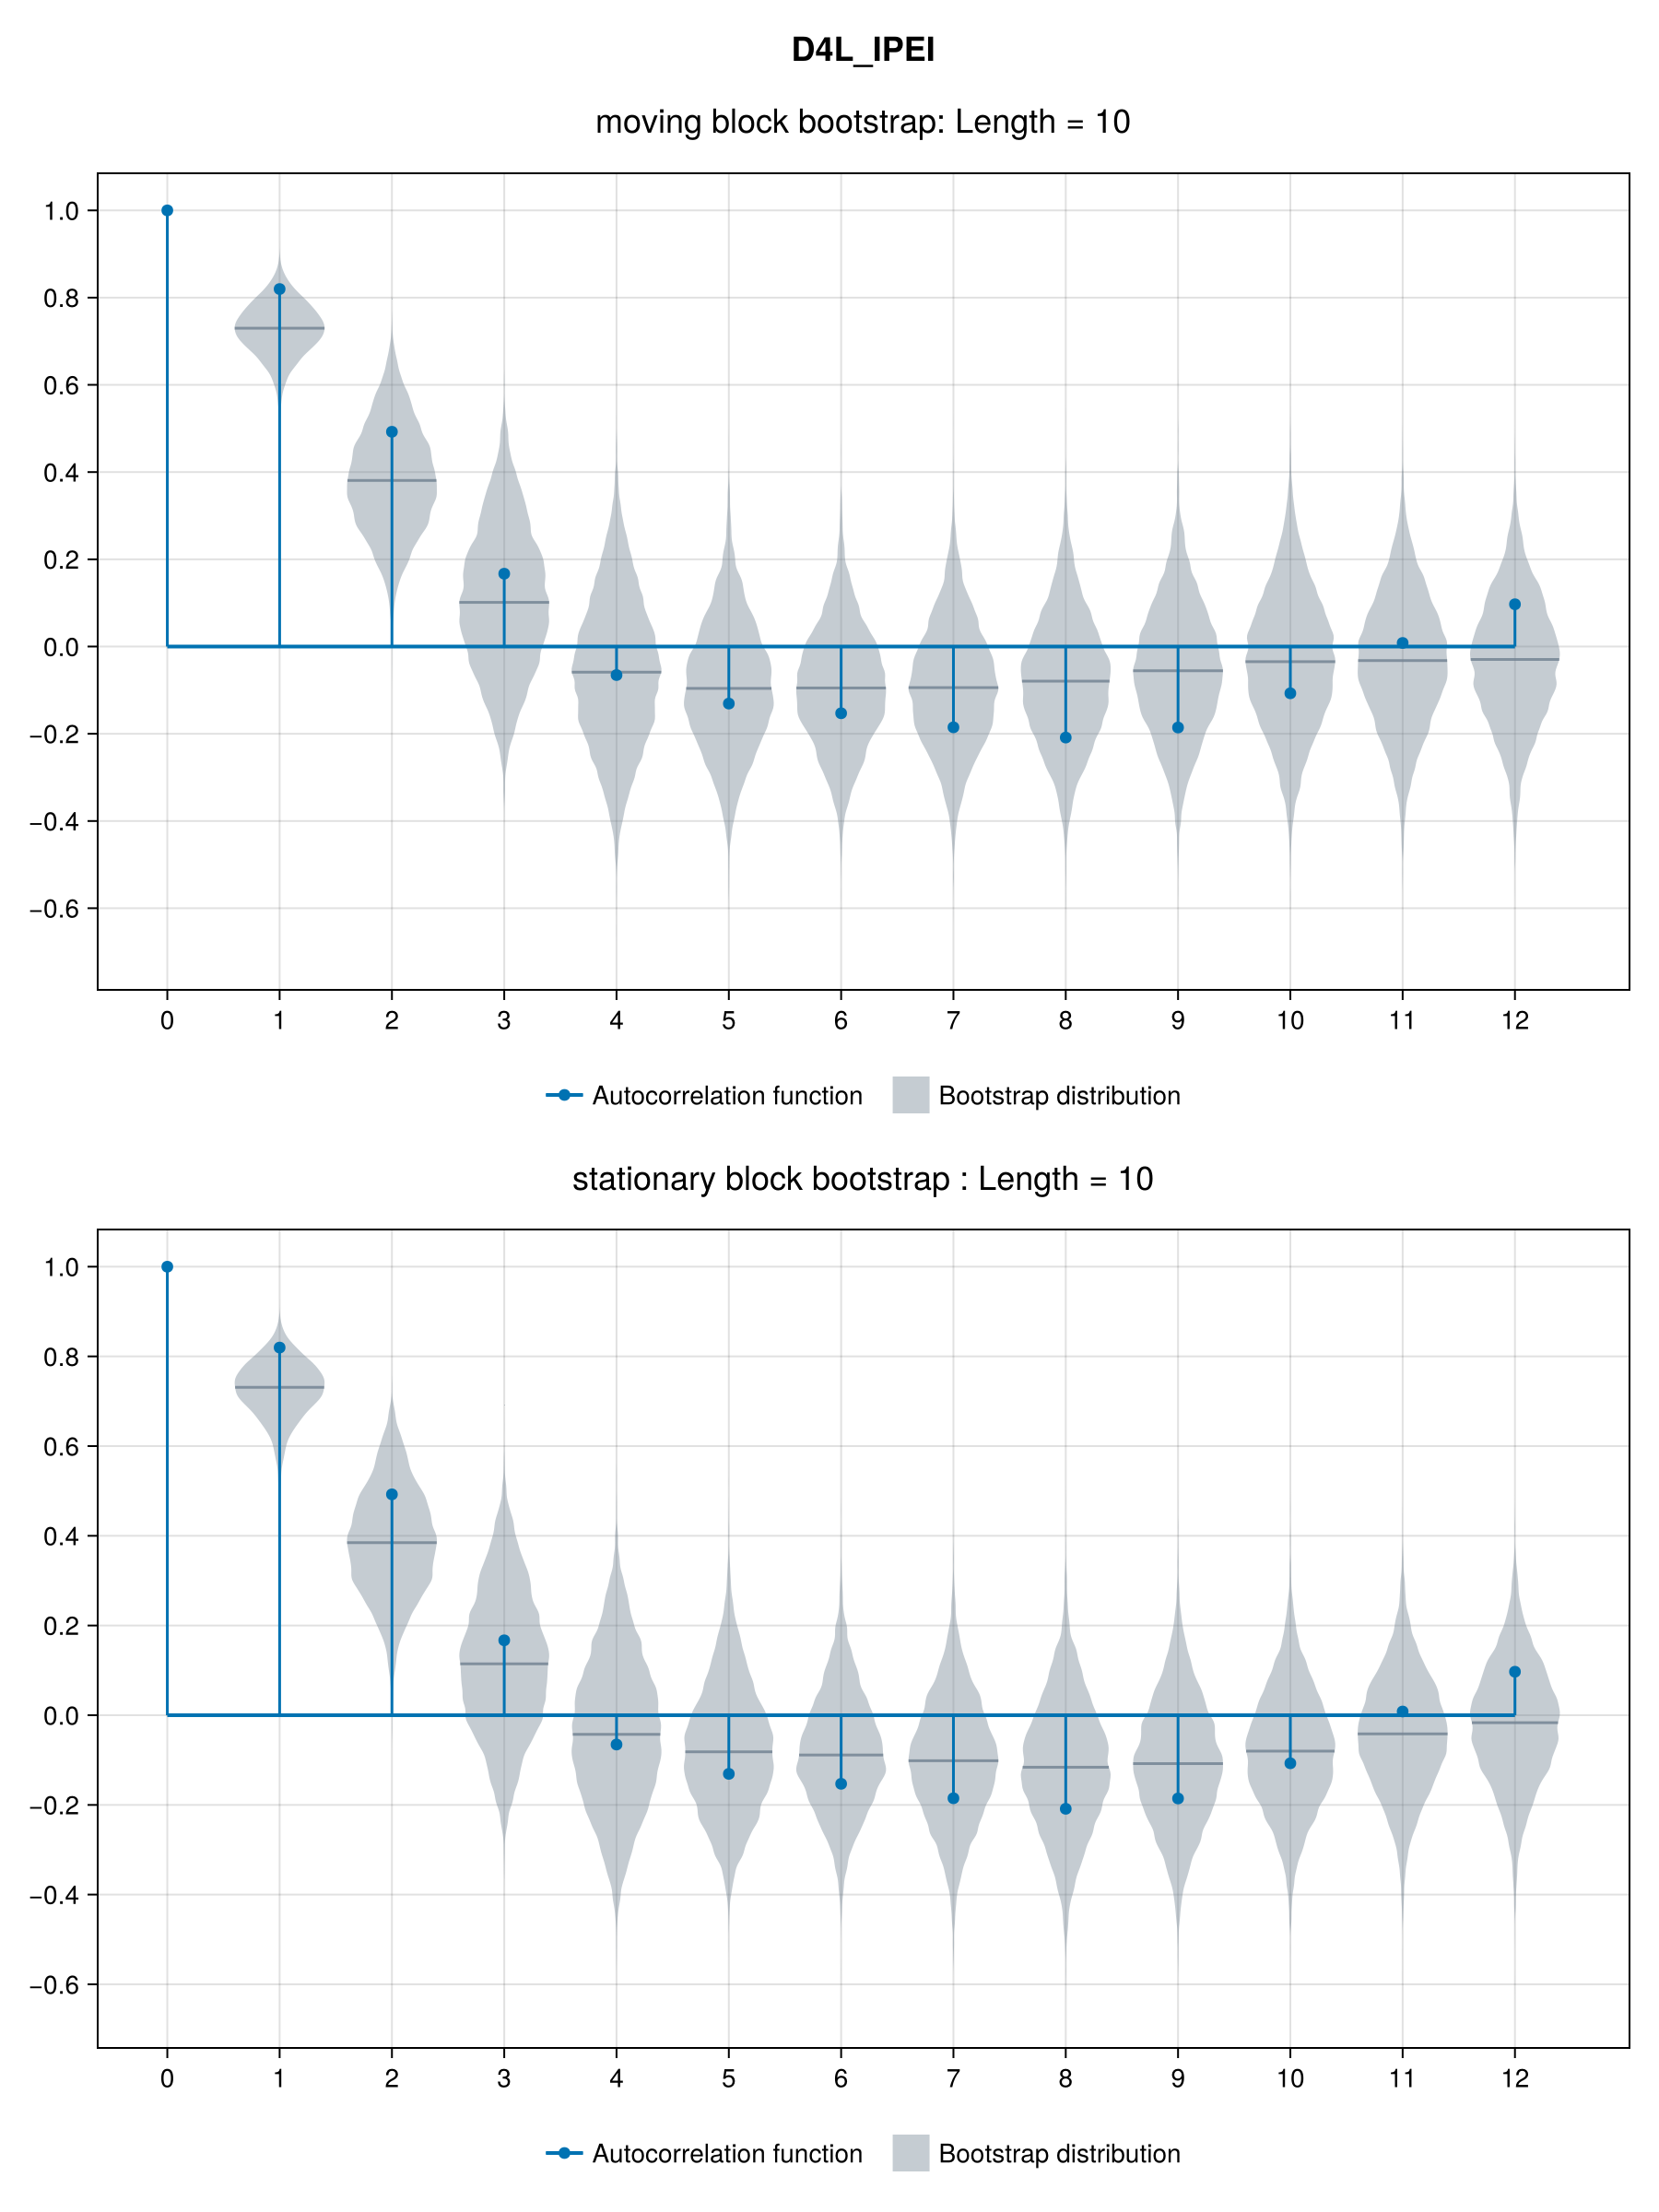 D4L_IPEI
moving block bootstrap: Length = 10
1.0
0.8
0.6
0.4
0.2
0.0
−0.2
−0.4
−0.6
0 1 2 3 4 5 6 7 8 9 10 11 12
Autocorrelation function Bootstrap distribution
stationary block bootstrap : Length = 10
1.0
0.8
0.6
0.4
0.2
0.0
−0.2
−0.4
−0.6
0 1 2 3 4 5 6 7 8 9 10 11 12
Autocorrelation function Bootstrap distribution